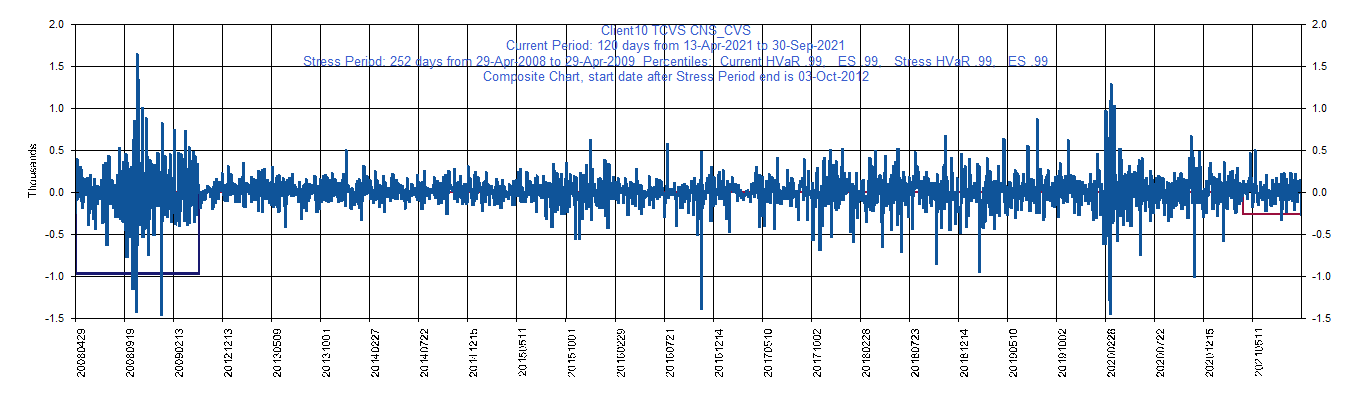 Client10 TCVS CNS_CVS
Current Period: 120 days from 13-Apr-2021 to 30-Sep-2021
Stress Period: 252 days from 29-Apr-2008 to 29-Apr-2009 Percentiles: Current HVaR .99, ES .99, Stress HVaR .99, ES .99
Composite Chart, start date after Stress Period end is 03-Oct-2012
2.0 2.0
1.5 1.5
1.0 1.0
0.5 0.5
Thousands
0.0 0.0
-0.5 -0.5
-1.0 -1.0
-1.5 -1.5
20080429 20080919 20090213 20121213 20130509 20131001 20140227 20140722 20141215 20150511 20151001 20160229 20160721 20161214 20170510 20171002 20180228 20180723 20181214 20190510 20191002 20200228 20200722 20201215 20210511